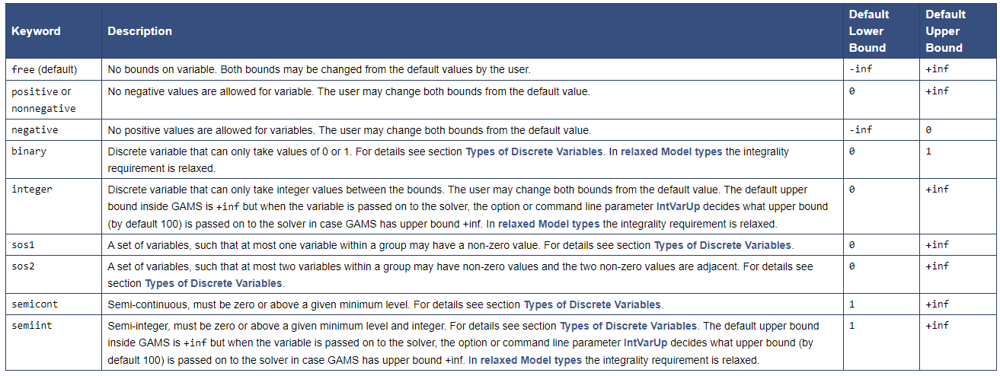 Keyword Description Default Lower Bound Default Upper Bound
free (default) No bounds on variable. Both bounds may be changed from the default values by the user. -inf +inf
positive or nonnegative No negative values are allowed for variable. The user may change both bounds from the default value. 0 +inf
negative No positive values are allowed for variables. The user may change both bounds from the default value. -inf 0
binary Discrete variable that can only take values of 0 or 1. For details see section Types of Discrete Variables. In relaxed Model types the integrality
requirement is relaxed. 0 1
integer Discrete variable that can only take integer values between the bounds. The user may change both bounds from the default value. The default upper
bound inside GAMS is +inf but when the variable is passed on to the solver, the option or command line parameter IntVarUp decides what upper bound
(by default 100) is passed on to the solver in case GAMS has upper bound +inf. In relaxed Model types the integrality requirement is relaxed. 0 +inf
sos1 A set of variables, such that at most one variable within a group may have a non-zero value. For details see section Types of Discrete Variables. 0 +inf
sos2 A set of variables, such that at most two variables within a group may have non-zero values and the two non-zero values are adjacent. For details see
section Types of Discrete Variables. 0 +inf
semicont Semi-continuous, must be zero or above a given minimum level. For details see section Types of Discrete Variables. 1 +inf
semiint Semi-integer, must be zero or above a given minimum level and integer. For details see section Types of Discrete Variables. The default upper bound
inside GAMS is +inf but when the variable is passed on to the solver, the option or command line parameter IntVarUp decides what upper bound (by
default 100) is passed on to the solver in case GAMS has upper bound +inf. In relaxed Model types the integrality requirement is relaxed. 1 +inf